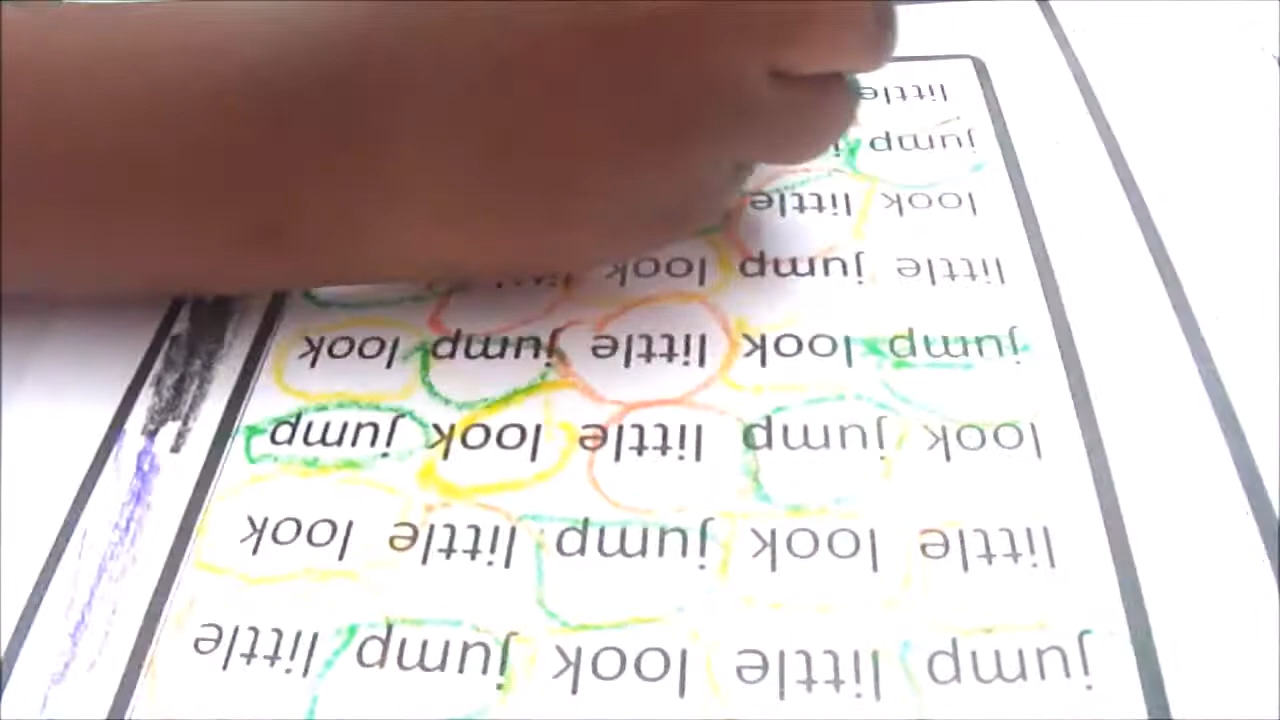 jump little look jump little
little look jump little look
look jump little look jump
jump look little jump look
little jump look
look little
jump
little